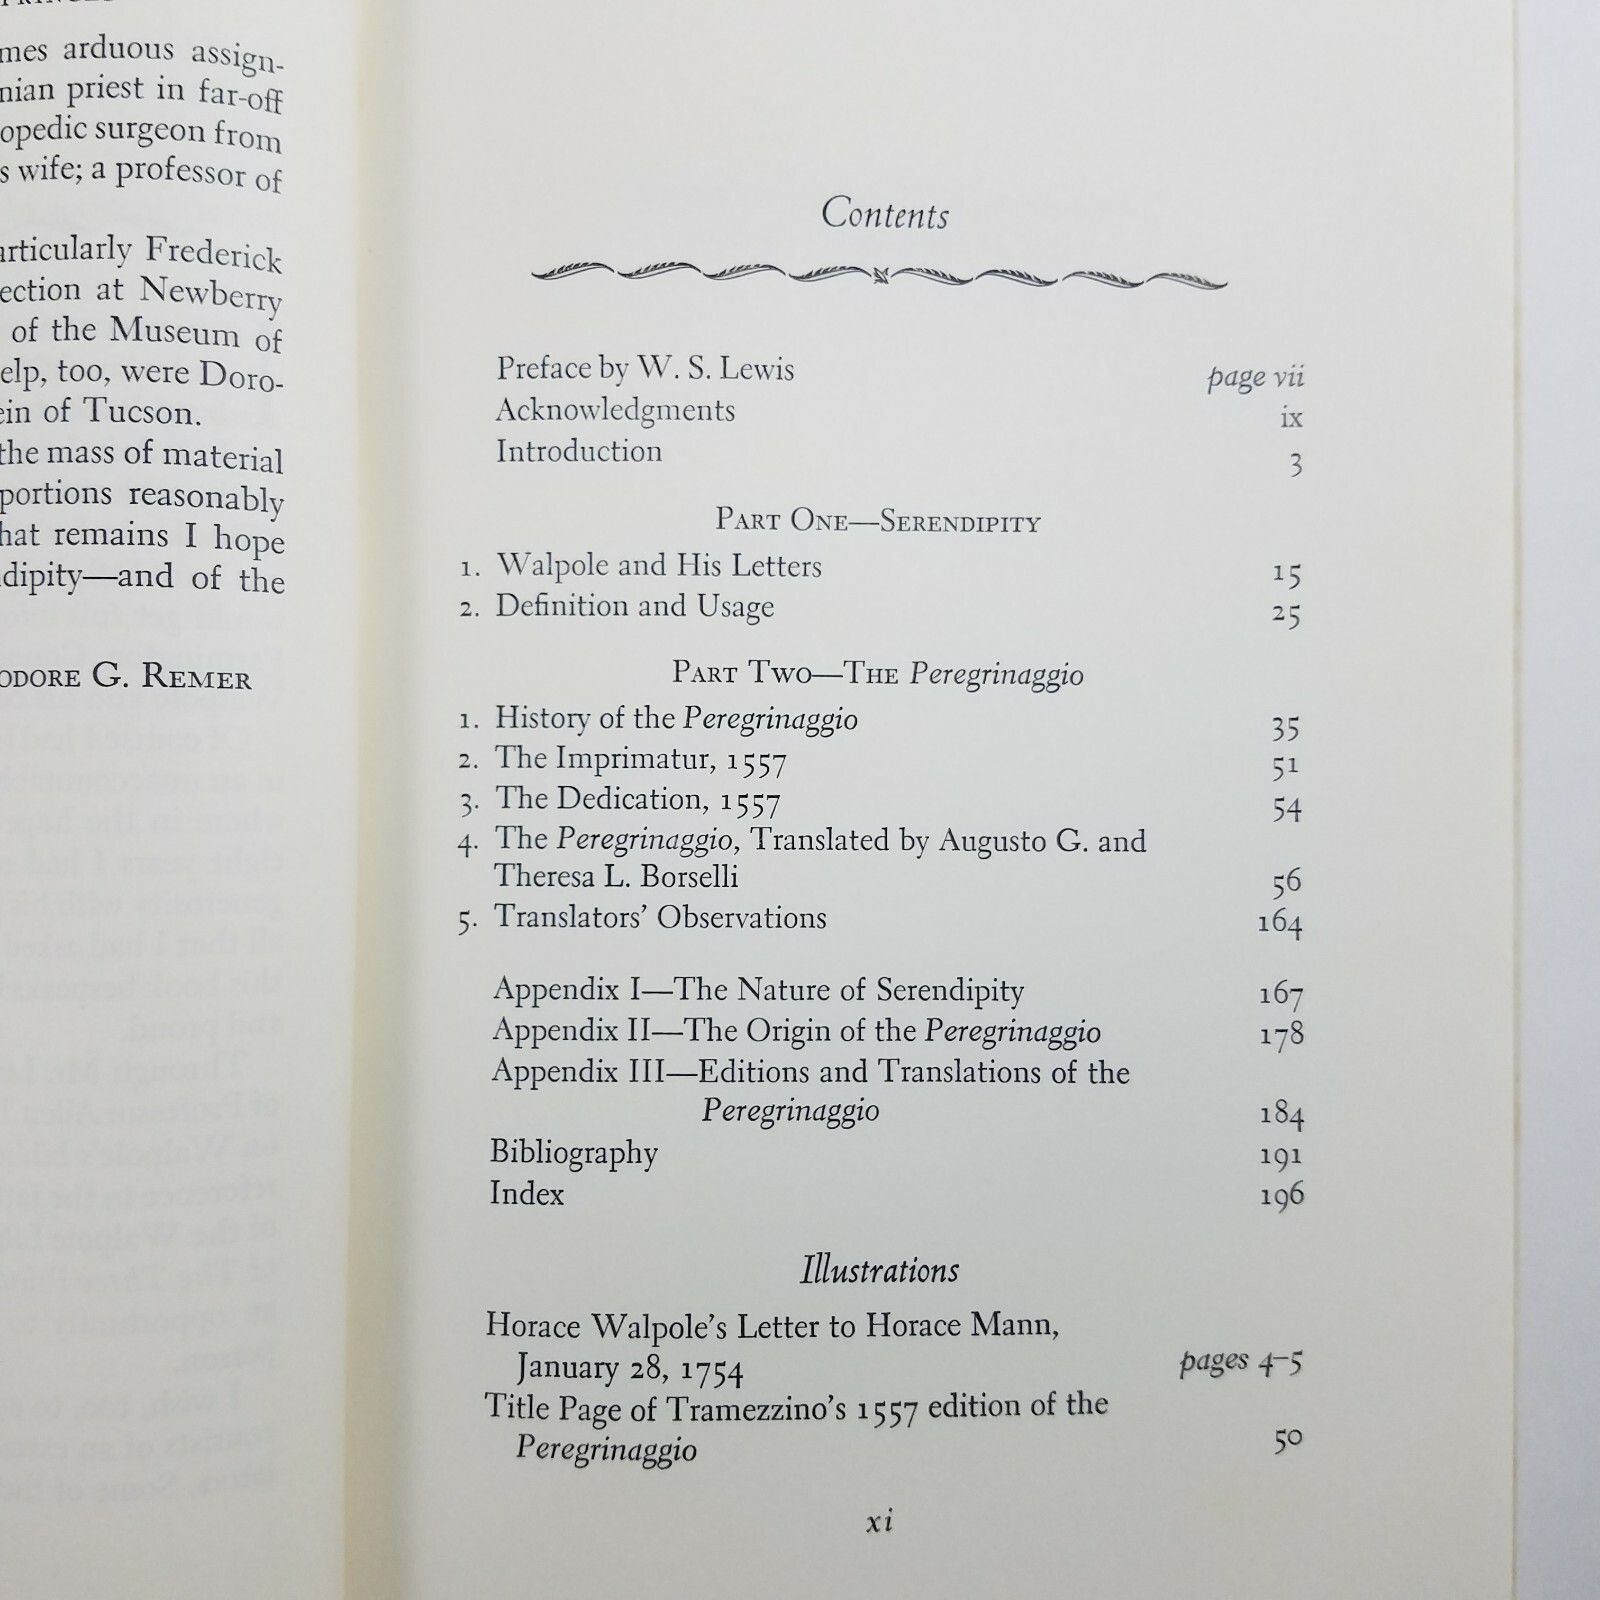 mes arduous assign-
nian priest in far-off
opedic surgeon from
s wife; a professor of
articularly Frederick
ection at Newberry
of the Museum of
elp, too, were Doro-
ein of Tucson.
the mass of material
portions reasonably
hat remains I hope
dipity—and of the
ODORE G. REMER
Contents
Preface by W. S. Lewis page vii
Acknowledgments ix
Introduction 3
PART ONE—SERENDIPITY
1. Walpole and His Letters 15
2. Definition and Usage 25
PART TWO—THE Peregrinaggio
1. History of the Peregrinaggio 35
2. The Imprimatur, 1557 51
3. The Dedication, 1557 54
4. The Peregrinaggio, Translated by Augusto G. and
Theresa L. Borselli 56
5. Translators' Observations 164
Appendix I—The Nature of Serendipity 167
Appendix II—The Origin of the Peregrinaggio 178
Appendix III—Editions and Translations of the
Peregrinaggio 184
Bibliography 191
Index 196
Illustrations
Horace Walpole's Letter to Horace Mann,
January 28, 1754 pages 4–5
Title Page of Tramezzino's 1557 edition of the
Peregrinaggio 50
xi